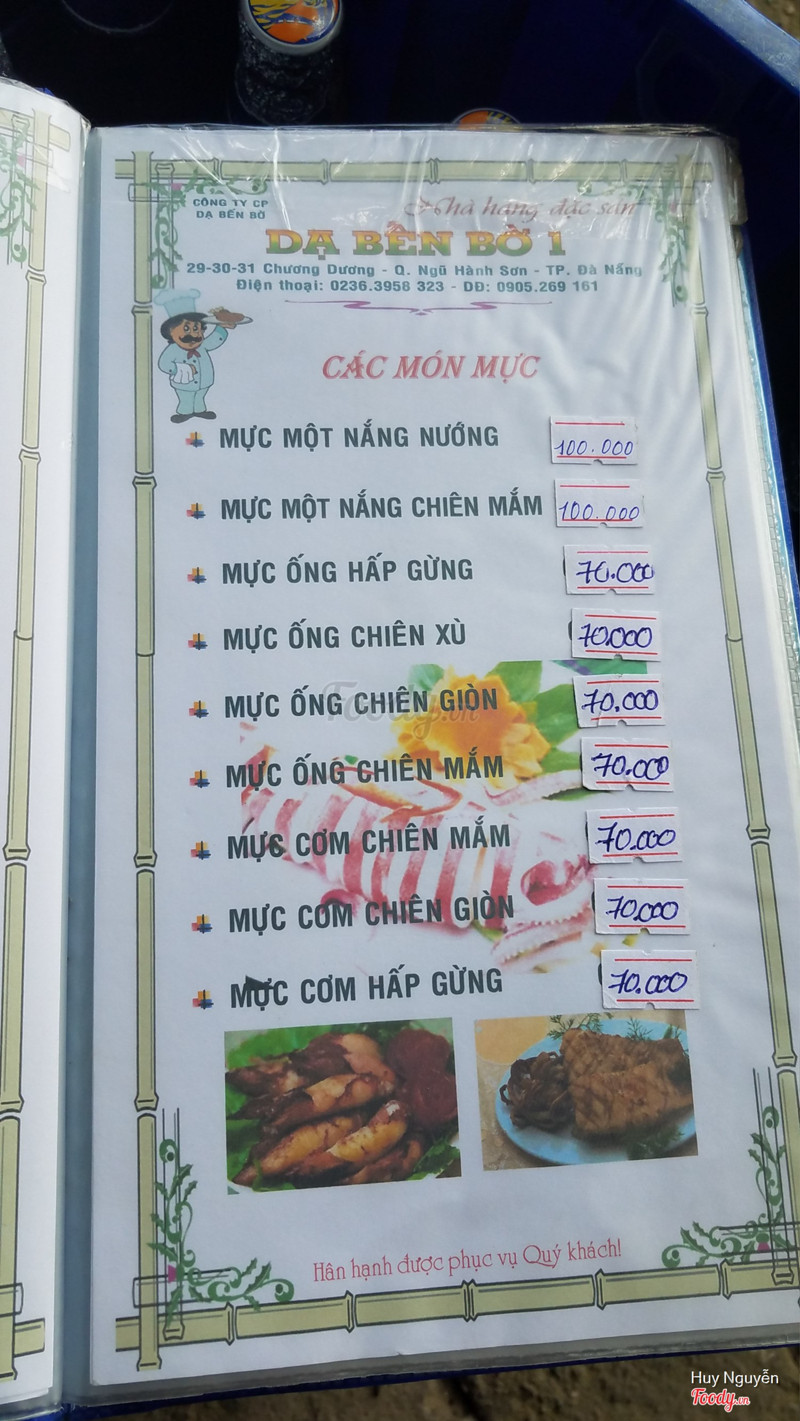 CÔNG TY CP
DẠ BẾN BỜ
Nhà hàng đặc sản
DẠ BẾN BỜ 1
29-30-31 Chương Dương - Q. Ngũ Hành Sơn - TP. Đà Nẵng
Điện thoại: 0236.3958 323 - DĐ: 0905.269 161
CÁC MÓN MỰC
MỰC MỘT NẮNG NƯỚNG 100.000
MỰC MỘT NẮNG CHIÊN MẮM 100.000
MỰC ỐNG HẤP GỪNG 70.000
MỰC ỐNG CHIÊN XÙ 70.000
MỰC ỐNG CHIÊN GIÒN 70.000
Foody.vn
MỰC ỐNG CHIÊN MẮM 70.000
MỰC CƠM CHIÊN MẮM 70.000
MỰC CƠM CHIÊN GIÒN 70.000
MỰC CƠM HẤP GỪNG 70.000
Hân hạnh được phục vụ Quý khách!
Huy Nguyễn
Foody.vn